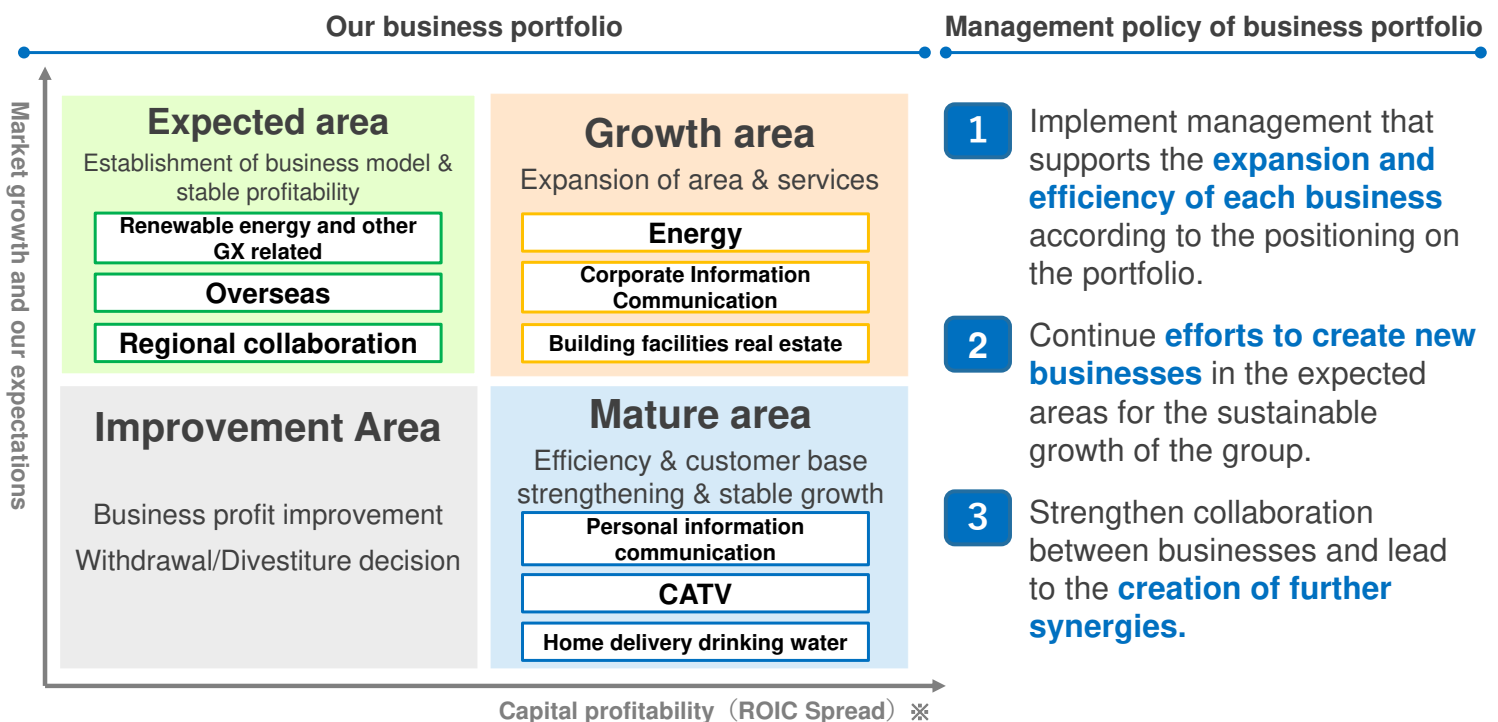 Our business portfolio
Management policy of business portfolio
Market growth and our expectations
Expected area
Establishment of business model &
stable profitability
Renewable energy and other
GX related
Overseas
Regional collaboration
Growth area
Expansion of area & services
Energy
Corporate Information
Communication
Building facilities real estate
Improvement Area
Business profit improvement
Withdrawal/Divestiture decision
Mature area
Efficiency & customer base
strengthening & stable growth
Personal information
communication
CATV
Home delivery drinking water
Capital profitability（ROIC Spread）※
1
Implement management that
supports the expansion and
efficiency of each business
according to the positioning on
the portfolio.
2
Continue efforts to create new
businesses in the expected
areas for the sustainable
growth of the group.
3
Strengthen collaboration
between businesses and lead
to the creation of further
synergies.